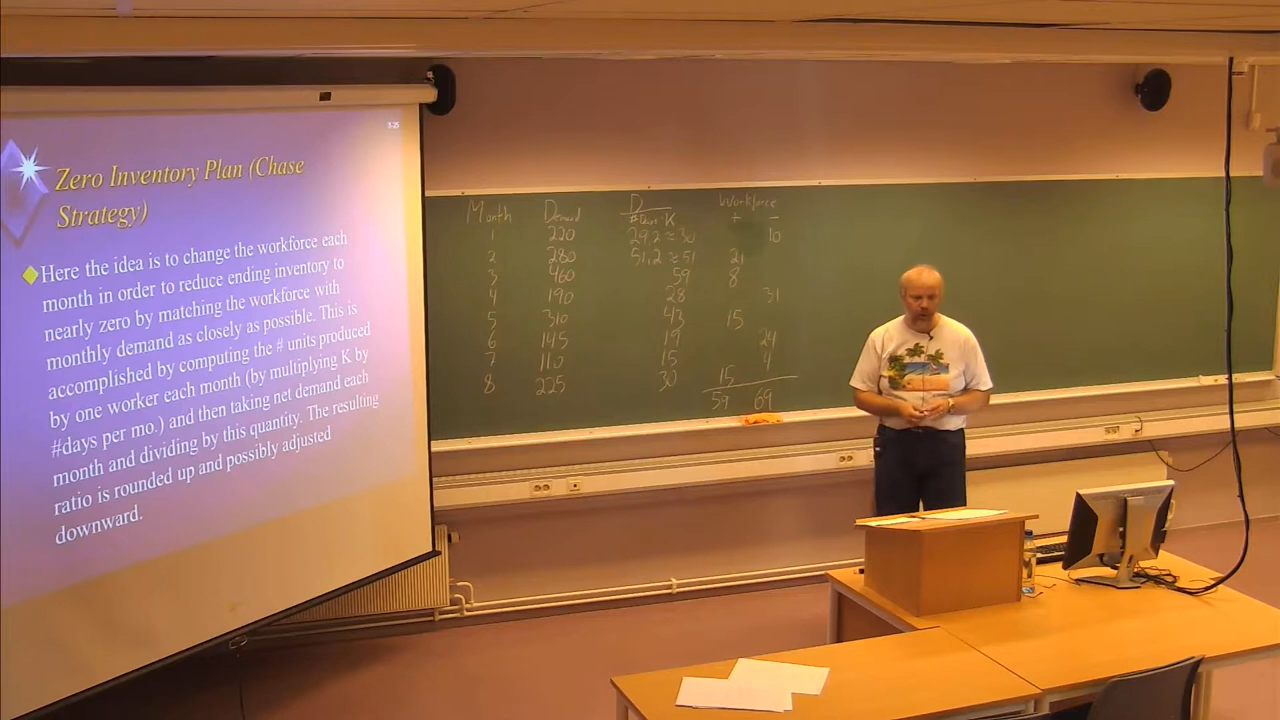 5-25
Zero Inventory Plan (Chase
Strategy)
Here the idea is to change the workforce each
month in order to reduce ending inventory to
nearly zero by matching the workforce with
monthly demand as closely as possible. This is
accomplished by computing the # units produced
by one worker each month (by multiplying K by
#days per mo.) and then taking net demand each
month and dividing by this quantity. The resulting
ratio is rounded up and possibly adjusted
downward.
Month Demand D Workforce
#Days·K + −
1 220 29.2 ≈ 30 10
2 280 51.2 ≈ 51 21
3 460 59 8
4 190 28 31
5 310 43 15
6 145 19 24
7 110 15 4
8 225 30 15
59 69